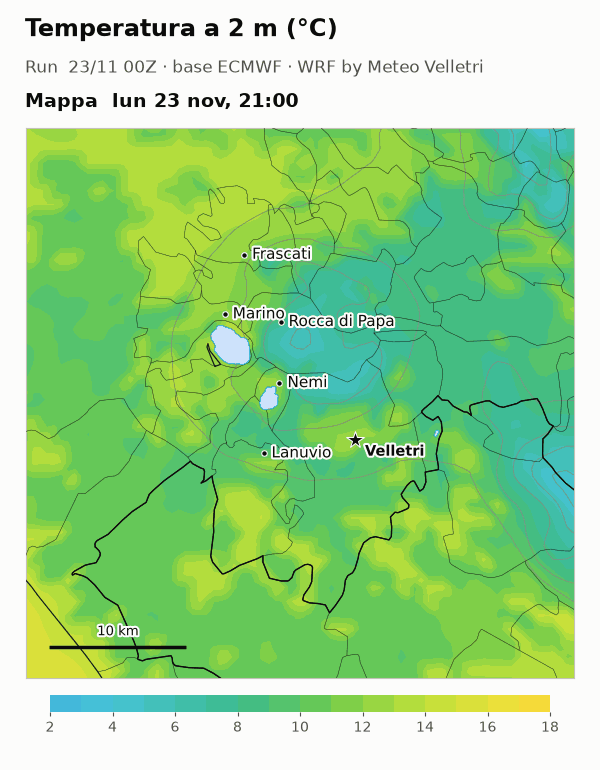 Temperatura a 2 m (°C)
Run  23/11 00Z · base ECMWF · WRF by Meteo Velletri
Mappa  lun 23 nov, 21:00
Frascati
Marino
Rocca di Papa
Nemi
Velletri
Lanuvio
10 km
2 4 6 8 10 12 14 16 18